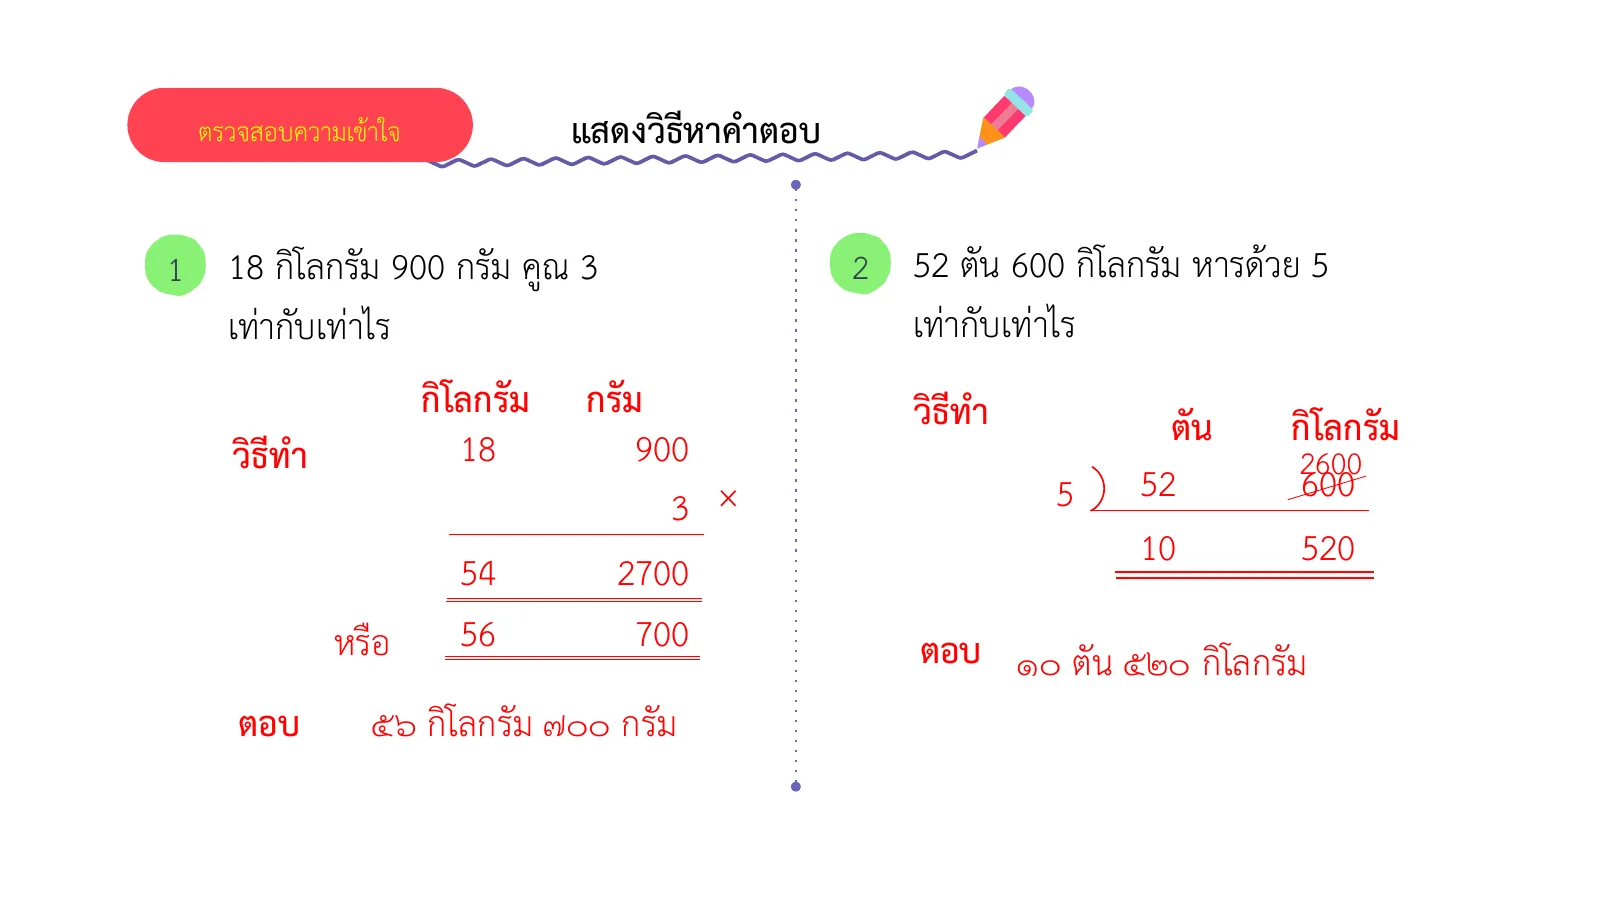 ตรวจสอบความเข้าใจ
แสดงวิธีหาคำตอบ
1 18 กิโลกรัม 900 กรัม คูณ 3
เท่ากับเท่าไร
กิโลกรัม กรัม
วิธีทำ 18 900
3 ×
54 2700
หรือ 56 700
ตอบ ๕๖ กิโลกรัม ๗๐๐ กรัม
2 52 ตัน 600 กิโลกรัม หารด้วย 5
เท่ากับเท่าไร
วิธีทำ
ตัน กิโลกรัม
2600
5 ) 52 600
10 520
ตอบ ๑๐ ตัน ๕๒๐ กิโลกรัม